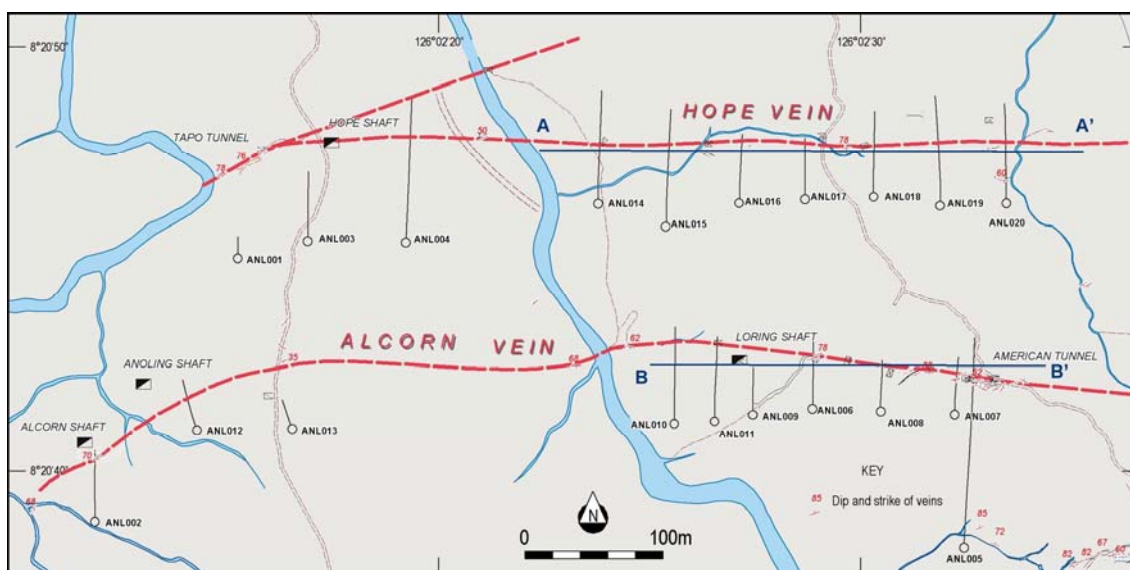 8°20'50"
126°02'20"
126°02'30"
HOPE VEIN
HOPE SHAFT
TAPO TUNNEL
A
A'
50
78
76
78
60
ANL014
ANL015
ANL016
ANL017
ANL018
ANL019
ANL020
ANL003
ANL004
ANL001
ALCORN VEIN
LORING SHAFT
AMERICAN TUNNEL
62
68
78
35
B
B'
ANOLING SHAFT
ALCORN SHAFT
ANL012
ANL013
ANL010
ANL011
ANL009
ANL006
ANL008
ANL007
70
8°20'40"
68
ANL002
KEY
85 Dip and strike of veins
N
0 100m
85
72
ANL005
82
82
67
60